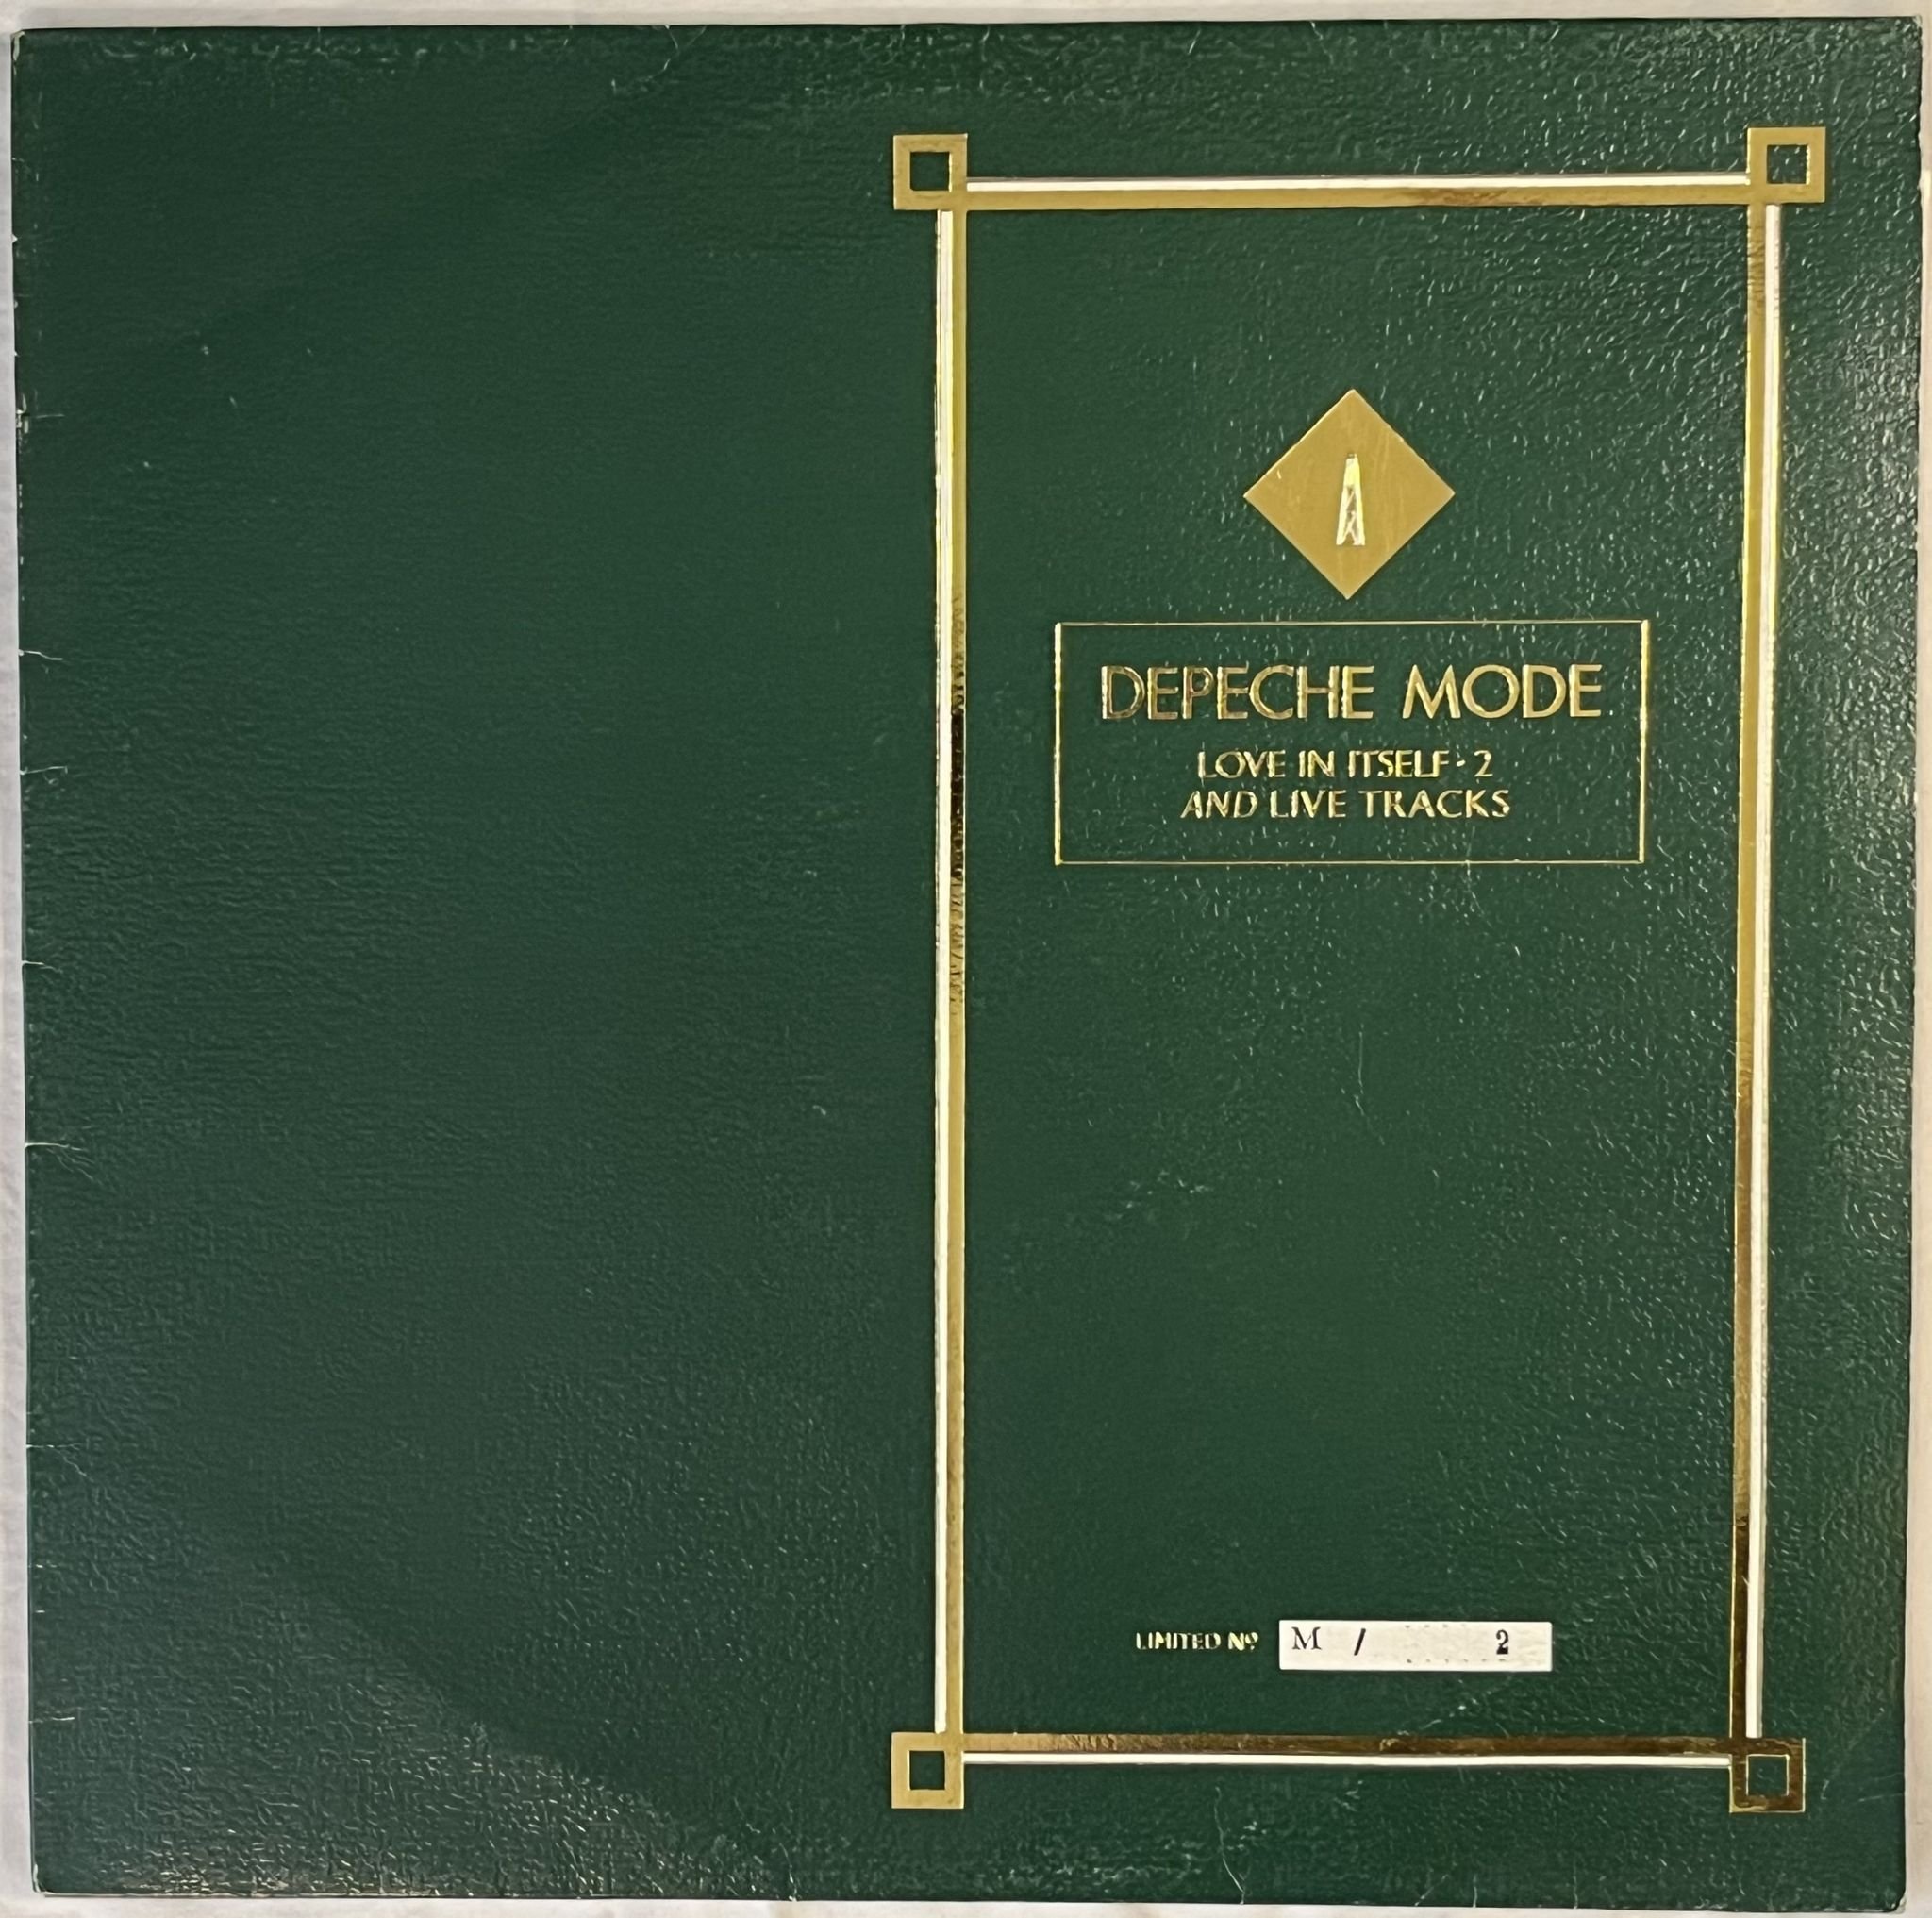 DEPECHE MODE
LOVE IN ITSELF · 2
AND LIVE TRACKS
LIMITED Nº M / 2